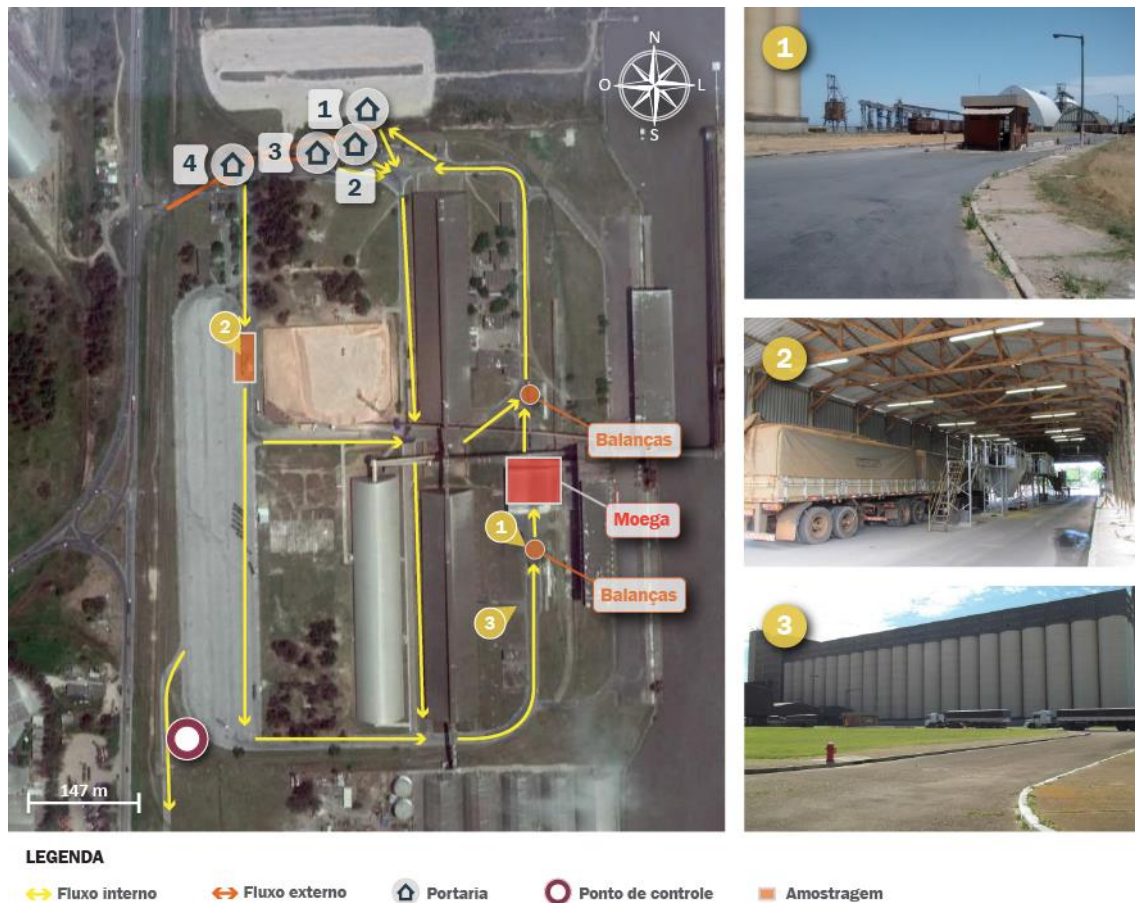 N
O
L
S
1
3
4
2
2
Balanças
Moega
1
Balanças
3
147 m
1
2
3
LEGENDA
Fluxo interno
Fluxo externo
Portaria
Ponto de controle
Amostragem